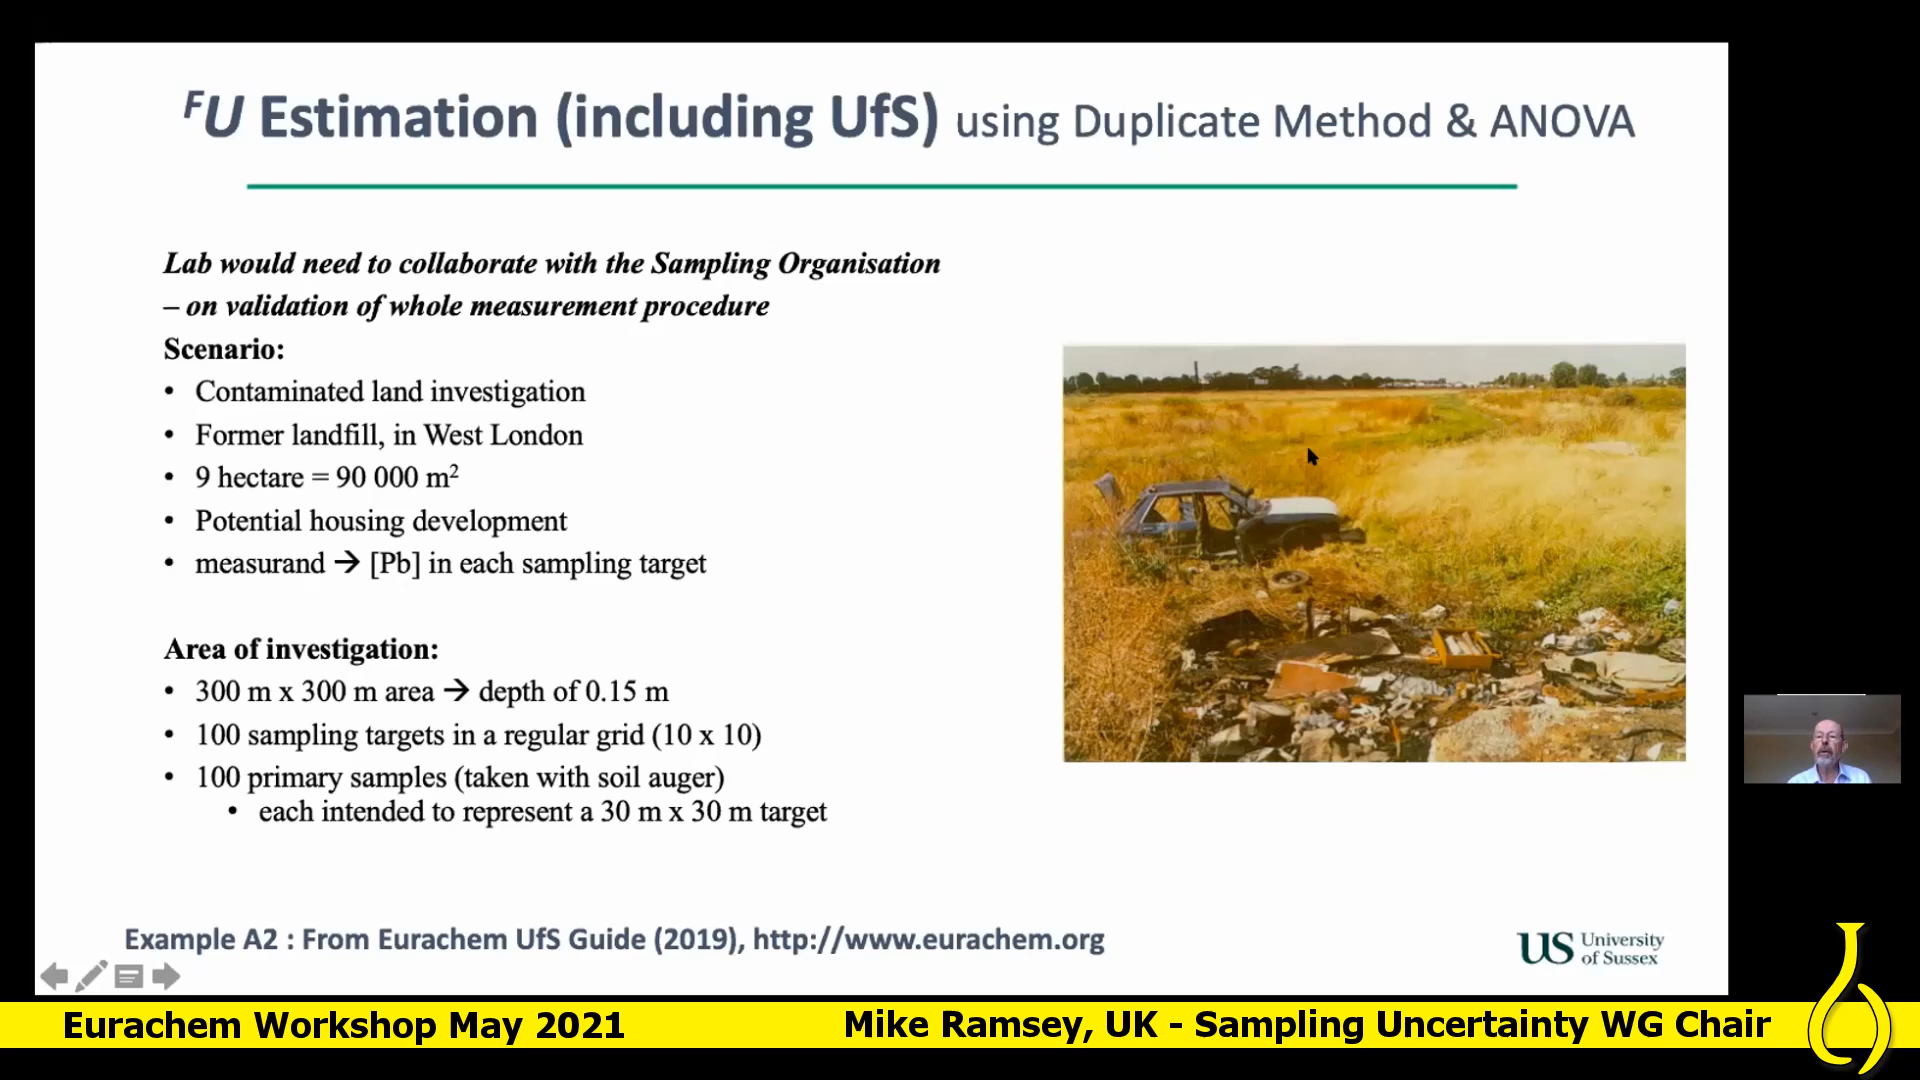 ᶠU Estimation (including UfS) using Duplicate Method & ANOVA
Lab would need to collaborate with the Sampling Organisation
– on validation of whole measurement procedure
Scenario:
• Contaminated land investigation
• Former landfill, in West London
• 9 hectare = 90 000 m²
• Potential housing development
• measurand → [Pb] in each sampling target
Area of investigation:
• 300 m x 300 m area → depth of 0.15 m
• 100 sampling targets in a regular grid (10 x 10)
• 100 primary samples (taken with soil auger)
• each intended to represent a 30 m x 30 m target
Example A2 : From Eurachem UfS Guide (2019), http://www.eurachem.org
US University
of Sussex
Eurachem Workshop May 2021
Mike Ramsey, UK - Sampling Uncertainty WG Chair